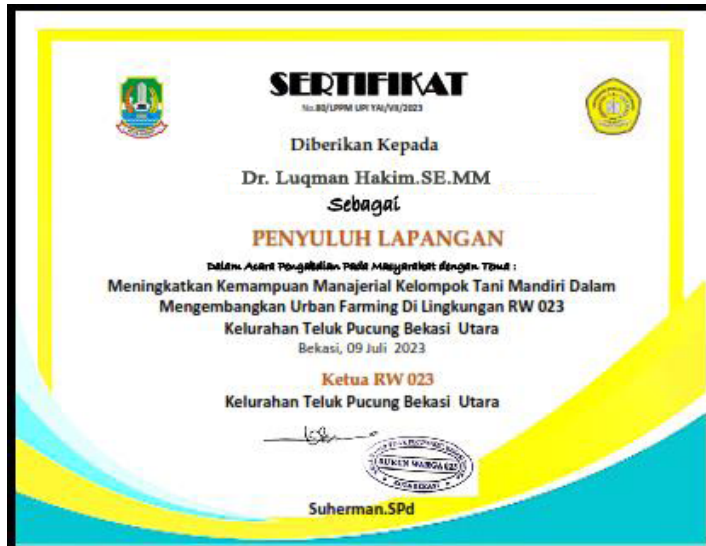 SERTIFIKAT
No.80/LPPM UPI YAI/VII/2023
Diberikan Kepada
Dr. Luqman Hakim.SE.MM
Sebagai
PENYULUH LAPANGAN
Dalam Acara Pengabdian Pada Masyarakat dengan Tema :
Meningkatkan Kemampuan Manajerial Kelompok Tani Mandiri Dalam
Mengembangkan Urban Farming Di Lingkungan RW 023
Kelurahan Teluk Pucung Bekasi Utara
Bekasi, 09 Juli 2023
Ketua RW 023
Kelurahan Teluk Pucung Bekasi Utara
RUKUN WARGA 023
Suherman.SPd